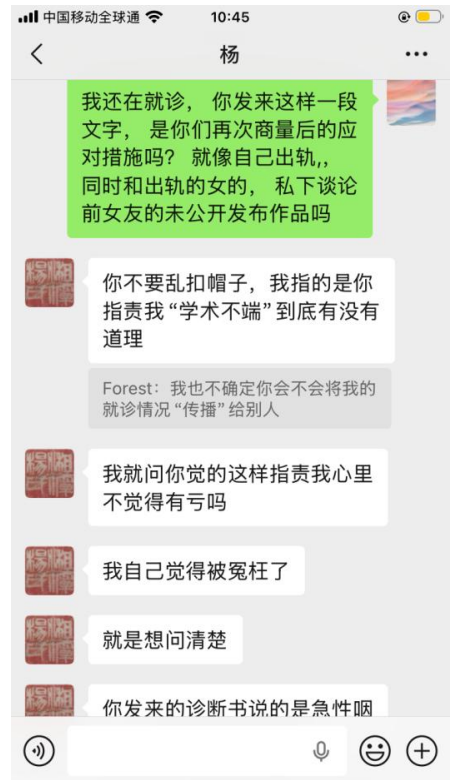 中国移动全球通
10:45
杨
我还在就诊， 你发来这样一段
文字， 是你们再次商量后的应
对措施吗？ 就像自己出轨,，
同时和出轨的女的， 私下谈论
前女友的未公开发布作品吗
你不要乱扣帽子，我指的是你
指责我“学术不端”到底有没有
道理
Forest：我也不确定你会不会将我的
就诊情况“传播”给别人
我就问你觉的这样指责我心里
不觉得有亏吗
我自己觉得被冤枉了
就是想问清楚
你发来的诊断书说的是急性咽